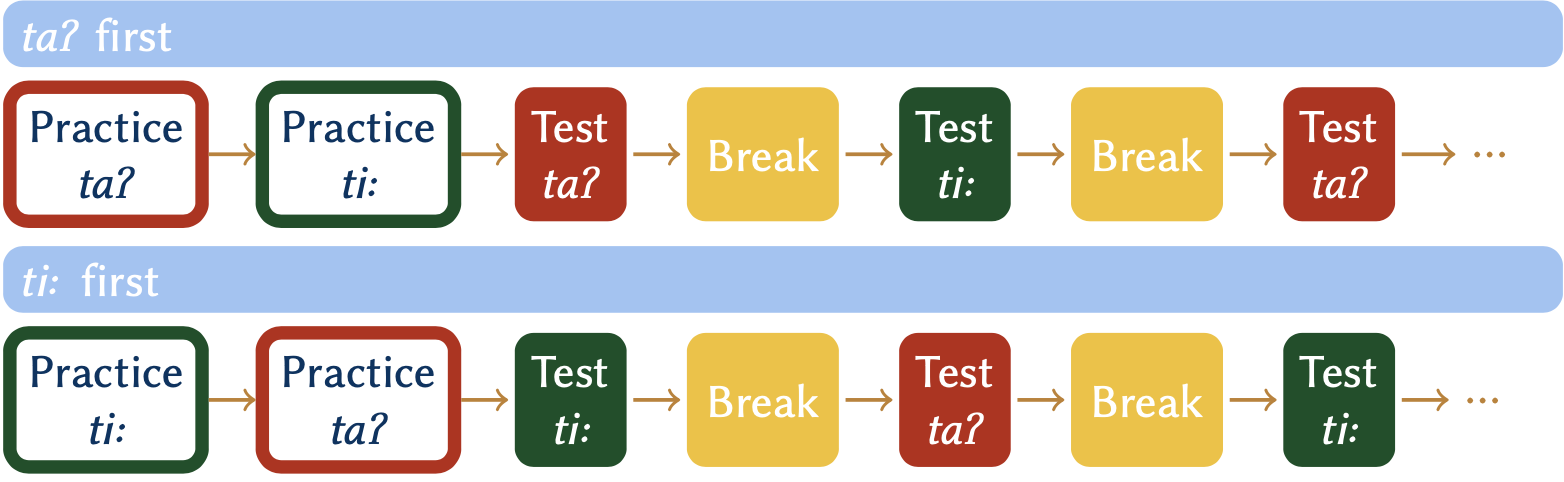 taʔ first
Practice taʔ
Practice ti:
Test taʔ
Break
Test ti:
Break
Test taʔ
...
ti: first
Practice ti:
Practice taʔ
Test ti:
Break
Test taʔ
Break
Test ti:
...